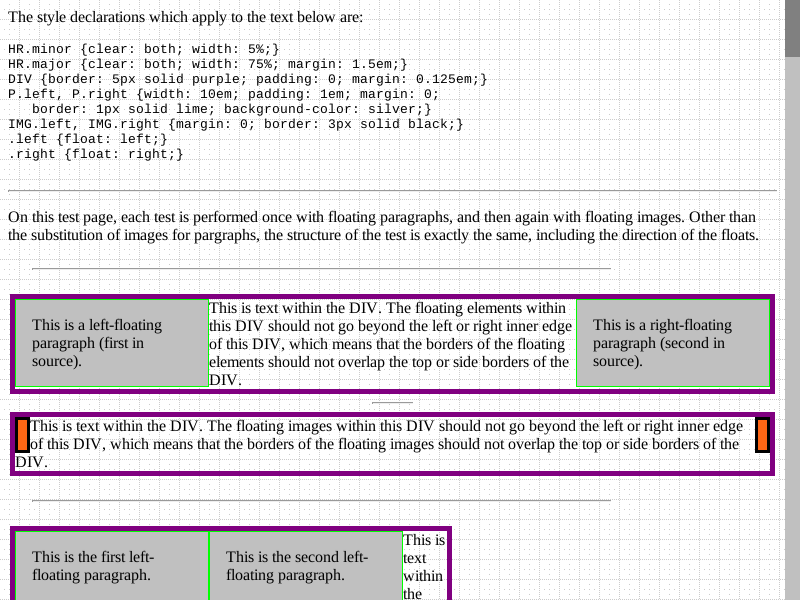 The style declarations which apply to the text below are:
HR.minor {clear: both; width: 5%;}
HR.major {clear: both; width: 75%; margin: 1.5em;}
DIV {border: 5px solid purple; padding: 0; margin: 0.125em;}
P.left, P.right {width: 10em; padding: 1em; margin: 0;
border: 1px solid lime; background-color: silver;}
IMG.left, IMG.right {margin: 0; border: 3px solid black;}
.left {float: left;}
.right {float: right;}
On this test page, each test is performed once with floating paragraphs, and then again with floating images. Other than
the substitution of images for pargraphs, the structure of the test is exactly the same, including the direction of the floats.
This is a left-floating
paragraph (first in
source).
This is text within the DIV. The floating elements within
this DIV should not go beyond the left or right inner edge
of this DIV, which means that the borders of the floating
elements should not overlap the top or side borders of the
DIV.
This is a right-floating
paragraph (second in
source).
This is text within the DIV. The floating images within this DIV should not go beyond the left or right inner edge
of this DIV, which means that the borders of the floating images should not overlap the top or side borders of the
DIV.
This is the first left-
floating paragraph.
This is the second left-
floating paragraph.
This is
text
within
the